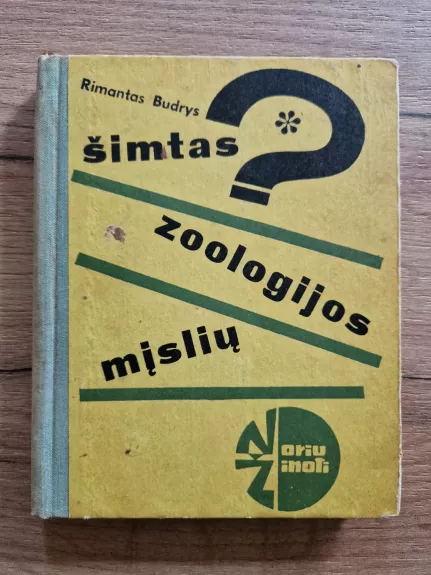 Rimantas Budrys
?
*
šimtas
zoologijos
mįslių
Noriu
Žinoti